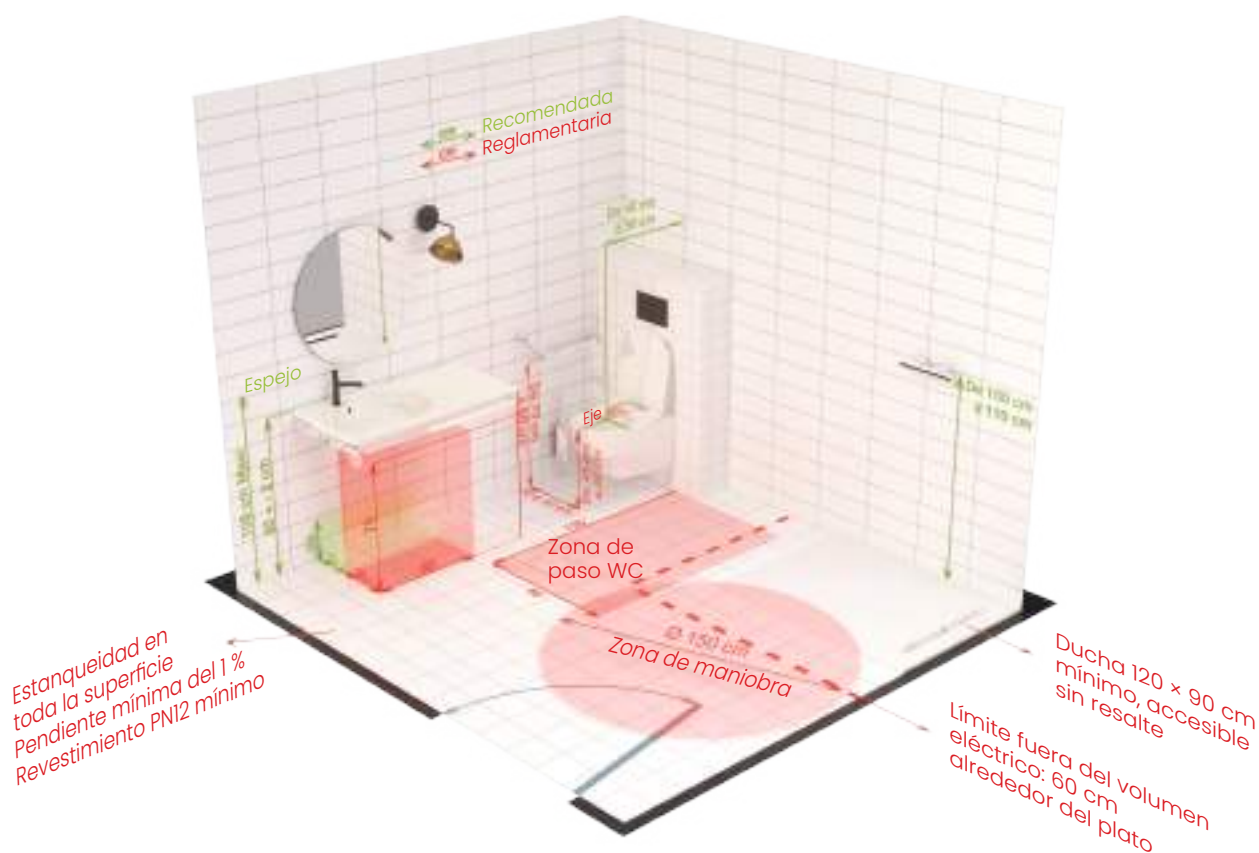 Recomendada
Reglamentaria
Espejo
Eje
Zona de
paso WC
Ø 150 cm
Zona de maniobra
Estanqueidad en
toda la superficie
Pendiente mínima del 1 %
Revestimiento PN12 mínimo
Ducha 120 × 90 cm
mínimo, accesible
sin resalte
Límite fuera del volumen
eléctrico: 60 cm
alrededor del plato